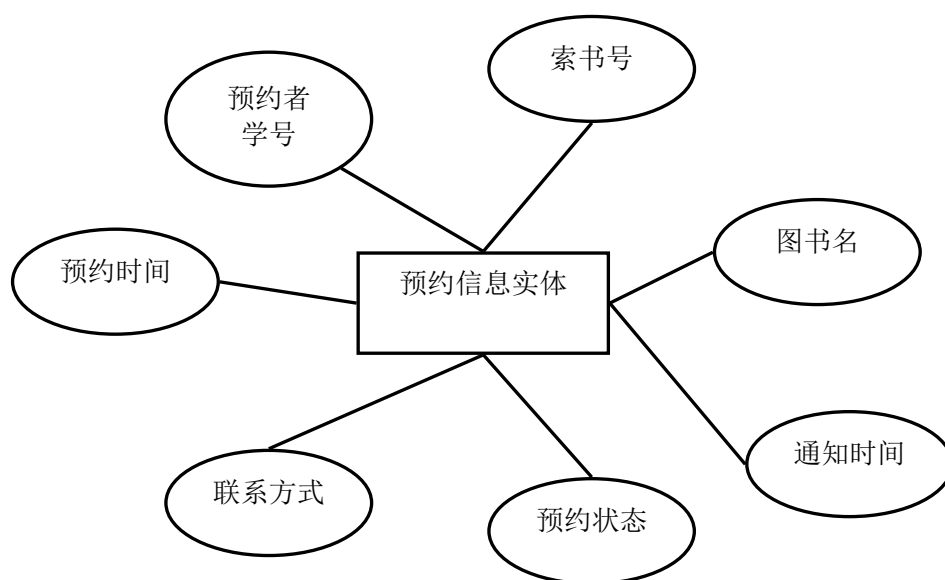 索书号
预约者
学号
图书名
预约时间
预约信息实体
通知时间
联系方式
预约状态